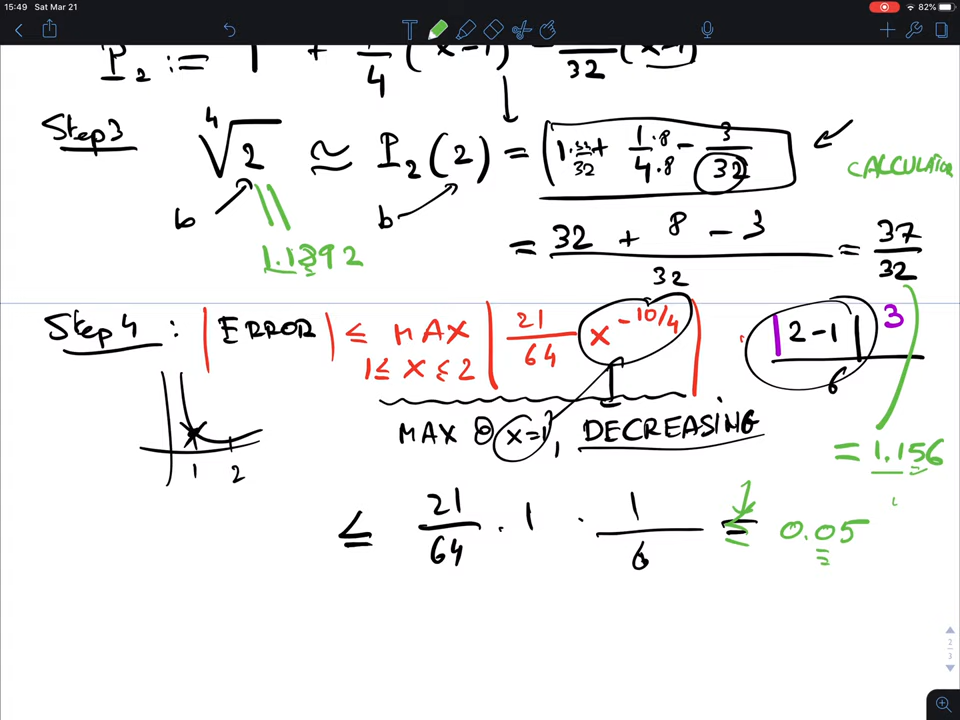 15:49 Sat Mar 21 82%
T
P₂ := 1 + 1/4 (x-1) - /32 (x-1)
Step3 ⁴√2 ≅ P₂(2) = 1·32/32 + 1·8/4·8 - 3/32
CALCULATOR
b b
1.1892
= 32 + 8 - 3 / 32 = 37/32
Step 4 : |ERROR| ≤ MAX 1≤x≤2 |21/64 x^-10/4| · |2-1|³/6
MAX @ x=1, DECREASING
= 1.156
1 2
≤ 21/64 · 1 · 1/6 ≤ 0.05
2/3